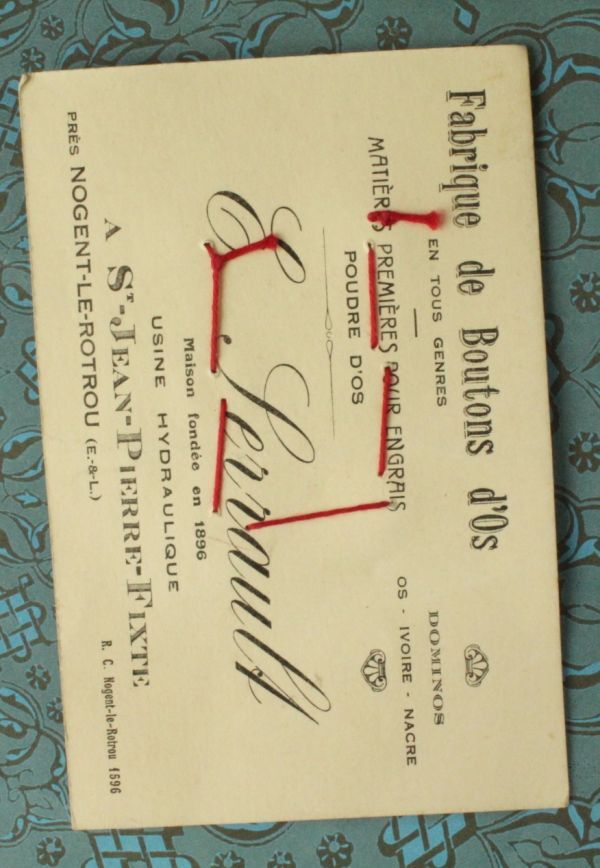 Fabrique de Boutons d'Os
EN TOUS GENRES
DOMINOS
OS - IVOIRE - NACRE
MATIÈRES PREMIÈRES POUR ENGRAIS
POUDRE D'OS
E. Serrault
Maison fondée en 1896
USINE HYDRAULIQUE
A ST-JEAN-PIERRE-FIXTE
PRÈS NOGENT-LE-ROTROU (E.-&-L.)
R. C. Nogent-le-Rotrou 1596